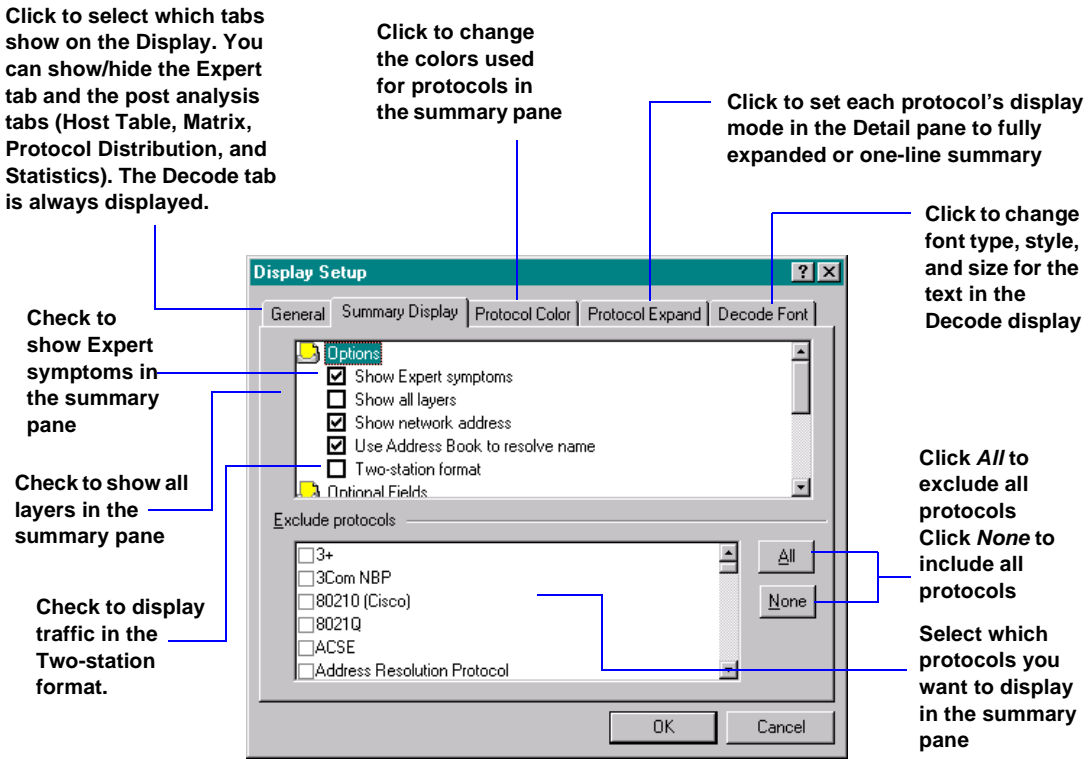 Click to select which tabs
show on the Display. You
can show/hide the Expert
tab and the post analysis
tabs (Host Table, Matrix,
Protocol Distribution, and
Statistics). The Decode tab
is always displayed.
Click to change
the colors used
for protocols in
the summary pane
Click to set each protocol's display
mode in the Detail pane to fully
expanded or one-line summary
Click to change
font type, style,
and size for the
text in the
Decode display
Check to
show Expert
symptoms in
the summary
pane
Check to show all
layers in the
summary pane
Check to display
traffic in the
Two-station
format.
Display Setup
General Summary Display Protocol Color Protocol Expand Decode Font
Options
Show Expert symptoms
Show all layers
Show network address
Use Address Book to resolve name
Two-station format
Optional Fields
Exclude protocols
3+
3Com NBP
80210 (Cisco)
8021Q
ACSE
Address Resolution Protocol
All
None
OK Cancel
Click All to
exclude all
protocols
Click None to
include all
protocols
Select which
protocols you
want to display
in the summary
pane